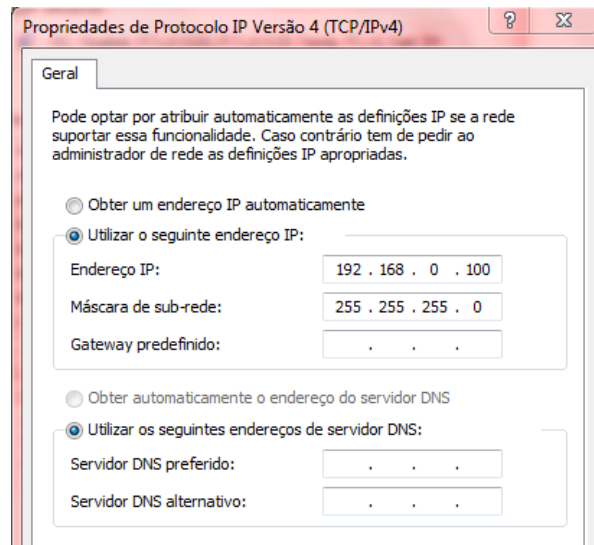 Propriedades de Protocolo IP Versão 4 (TCP/IPv4)
Geral
Pode optar por atribuir automaticamente as definições IP se a rede
suportar essa funcionalidade. Caso contrário tem de pedir ao
administrador de rede as definições IP apropriadas.
Obter um endereço IP automaticamente
Utilizar o seguinte endereço IP:
Endereço IP: 192 . 168 . 0 . 100
Máscara de sub-rede: 255 . 255 . 255 . 0
Gateway predefinido: . . .
Obter automaticamente o endereço do servidor DNS
Utilizar os seguintes endereços de servidor DNS:
Servidor DNS preferido: . . .
Servidor DNS alternativo: . . .